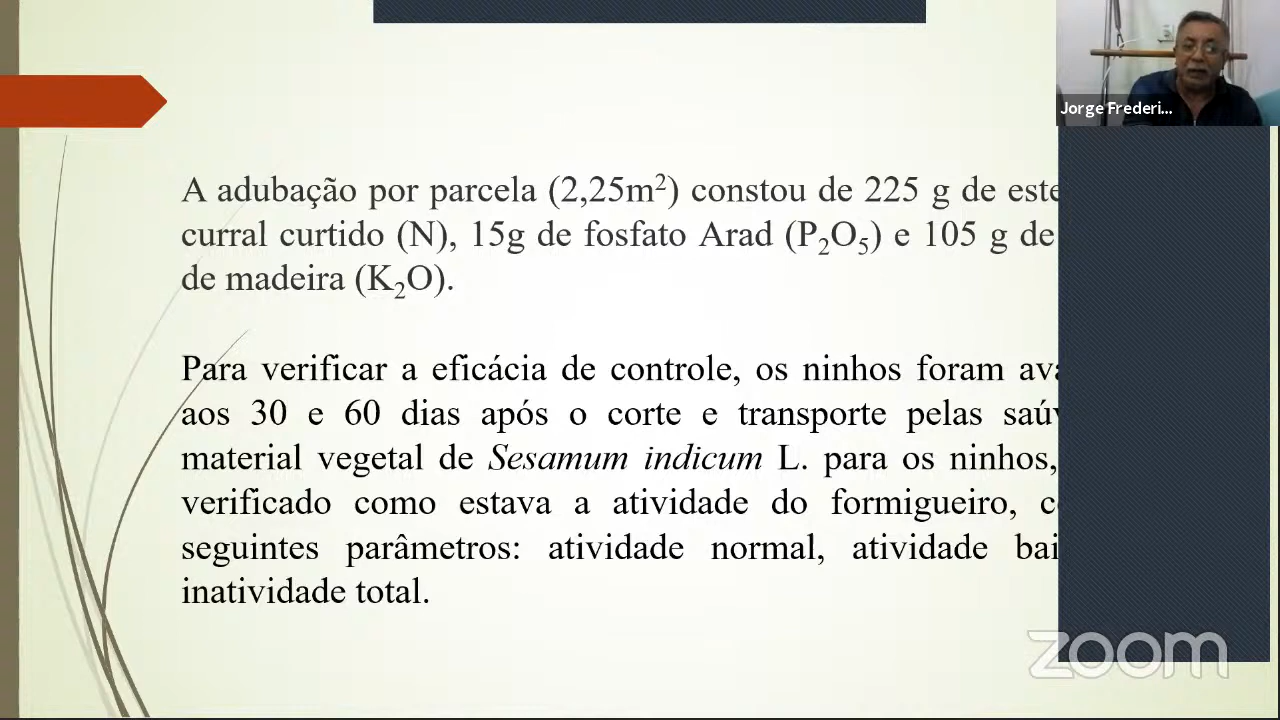 Jorge Frederi...
A adubação por parcela (2,25m²) constou de 225 g de este
curral curtido (N), 15g de fosfato Arad (P₂O₅) e 105 g de
de madeira (K₂O).
Para verificar a eficácia de controle, os ninhos foram ava
aos 30 e 60 dias após o corte e transporte pelas saúv
material vegetal de Sesamum indicum L. para os ninhos,
verificado como estava a atividade do formigueiro, c
seguintes parâmetros: atividade normal, atividade bai
inatividade total.
zoom